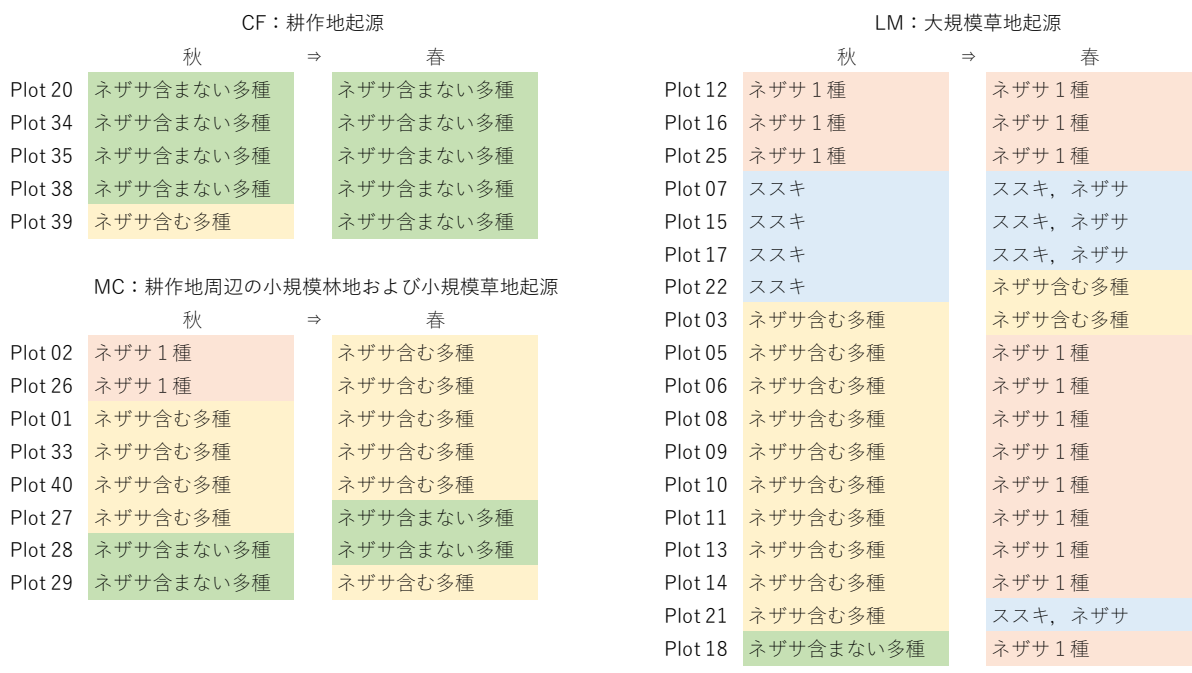 CF：耕作地起源
秋 ⇒ 春
Plot 20 ネザサ含まない多種 ネザサ含まない多種
Plot 34 ネザサ含まない多種 ネザサ含まない多種
Plot 35 ネザサ含まない多種 ネザサ含まない多種
Plot 38 ネザサ含まない多種 ネザサ含まない多種
Plot 39 ネザサ含む多種 ネザサ含まない多種
MC：耕作地周辺の小規模林地および小規模草地起源
秋 ⇒ 春
Plot 02 ネザサ１種 ネザサ含む多種
Plot 26 ネザサ１種 ネザサ含む多種
Plot 01 ネザサ含む多種 ネザサ含む多種
Plot 33 ネザサ含む多種 ネザサ含む多種
Plot 40 ネザサ含む多種 ネザサ含む多種
Plot 27 ネザサ含む多種 ネザサ含まない多種
Plot 28 ネザサ含まない多種 ネザサ含まない多種
Plot 29 ネザサ含まない多種 ネザサ含む多種
LM：大規模草地起源
秋 ⇒ 春
Plot 12 ネザサ１種 ネザサ１種
Plot 16 ネザサ１種 ネザサ１種
Plot 25 ネザサ１種 ネザサ１種
Plot 07 ススキ ススキ，ネザサ
Plot 15 ススキ ススキ，ネザサ
Plot 17 ススキ ススキ，ネザサ
Plot 22 ススキ ネザサ含む多種
Plot 03 ネザサ含む多種 ネザサ含む多種
Plot 05 ネザサ含む多種 ネザサ１種
Plot 06 ネザサ含む多種 ネザサ１種
Plot 08 ネザサ含む多種 ネザサ１種
Plot 09 ネザサ含む多種 ネザサ１種
Plot 10 ネザサ含む多種 ネザサ１種
Plot 11 ネザサ含む多種 ネザサ１種
Plot 13 ネザサ含む多種 ネザサ１種
Plot 14 ネザサ含む多種 ネザサ１種
Plot 21 ネザサ含む多種 ススキ，ネザサ
Plot 18 ネザサ含まない多種 ネザサ１種